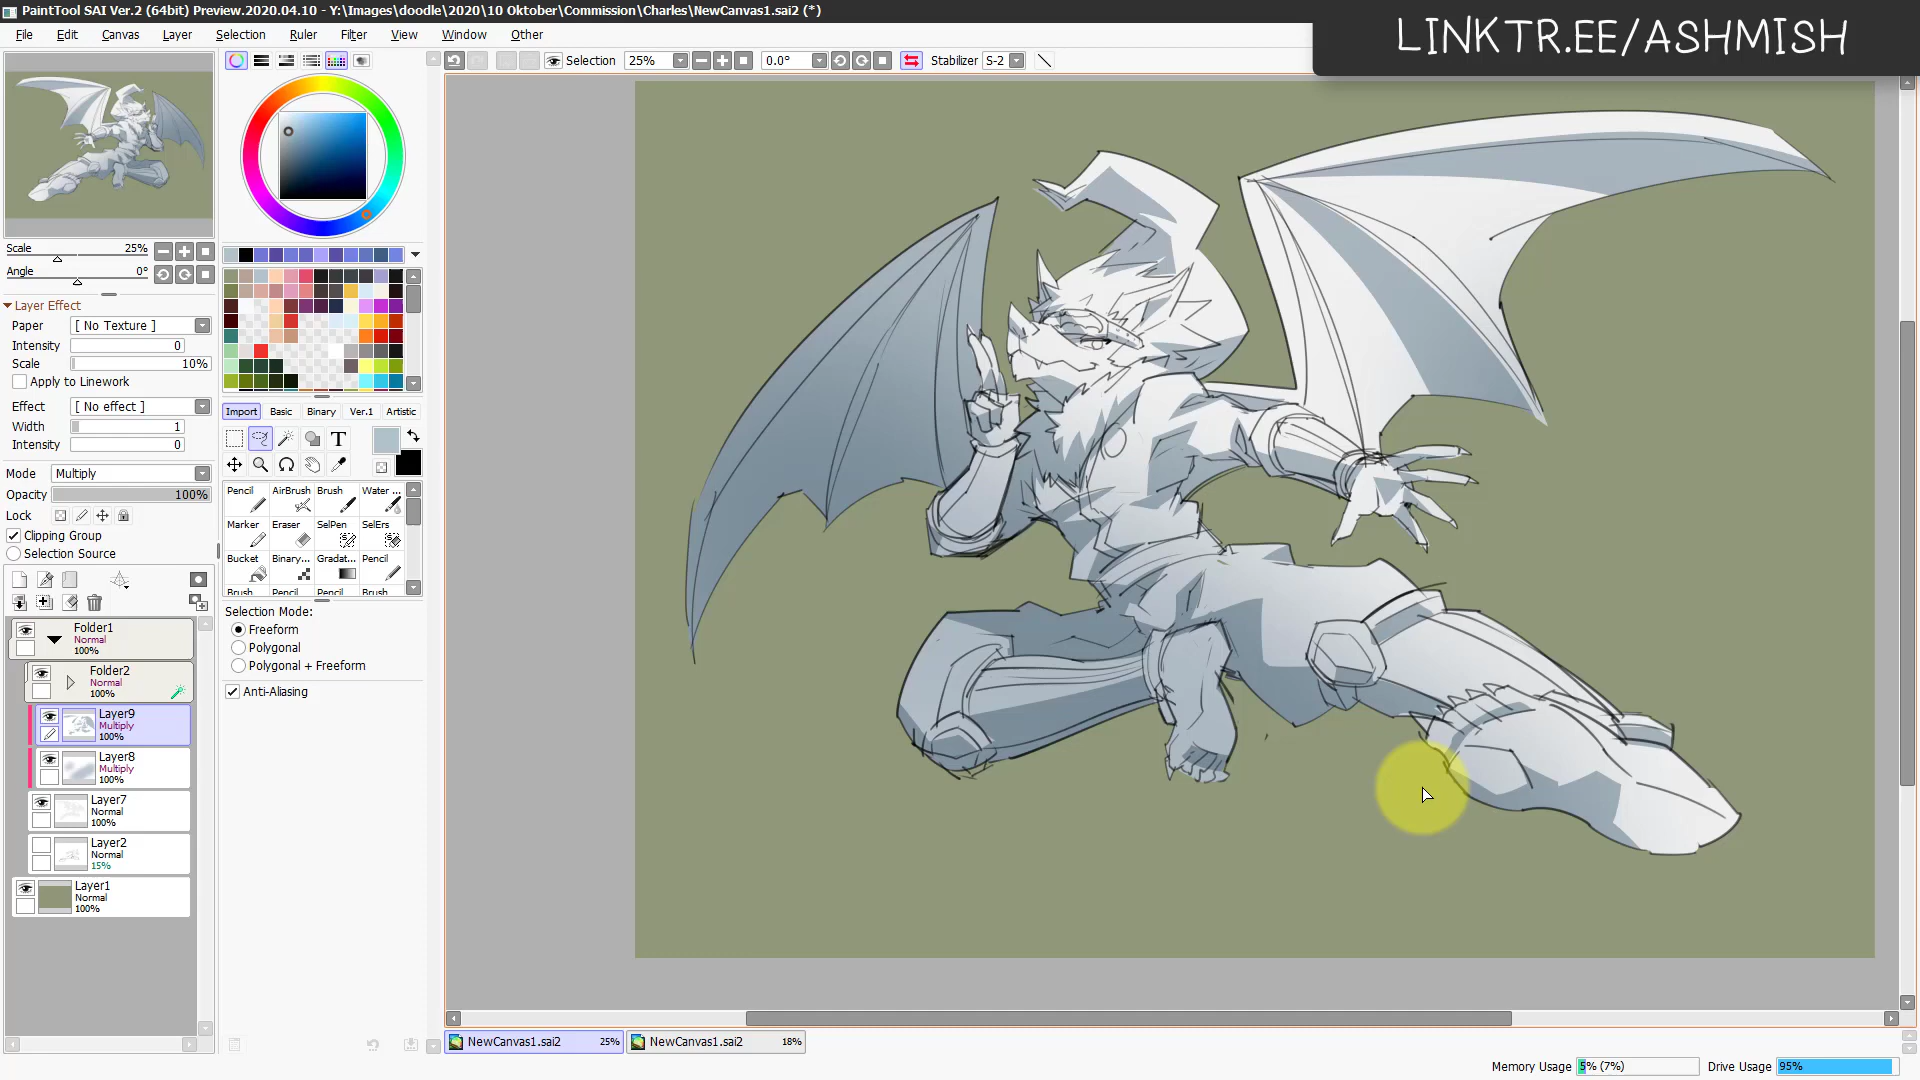 PaintTool SAI Ver.2 (64bit) Preview.2020.04.10 - Y:\Images\doodle\2020\10 Oktober\Commission\Charles\NewCanvas1.sai2 (*)
LINKTR.EE/ASHMISH
File Edit Canvas Layer Selection Ruler Filter View Window Other
Selection 25% 0.0° Stabilizer S-2
Scale 25%
Angle 0°
Layer Effect
Paper [ No Texture ]
Intensity 0
Scale 10%
Apply to Linework
Effect [ No effect ]
Width 1
Intensity 0
Mode Multiply
Opacity 100%
Lock
Clipping Group
Selection Source
Folder1
Normal
100%
Folder2
Normal
100%
Layer9
Multiply
100%
Layer8
Multiply
100%
Layer7
Normal
100%
Layer2
Normal
15%
Layer1
Normal
100%
Import Basic Binary Ver.1 Artistic
T
Pencil AirBrush Brush Water ...
Marker Eraser SelPen SelErs
Bucket Binary... Gradat... Pencil
Brush Pencil Pencil Brush
Selection Mode:
Freeform
Polygonal
Polygonal + Freeform
Anti-Aliasing
NewCanvas1.sai2 25% NewCanvas1.sai2 18%
Memory Usage 5% (7%) Drive Usage 95%